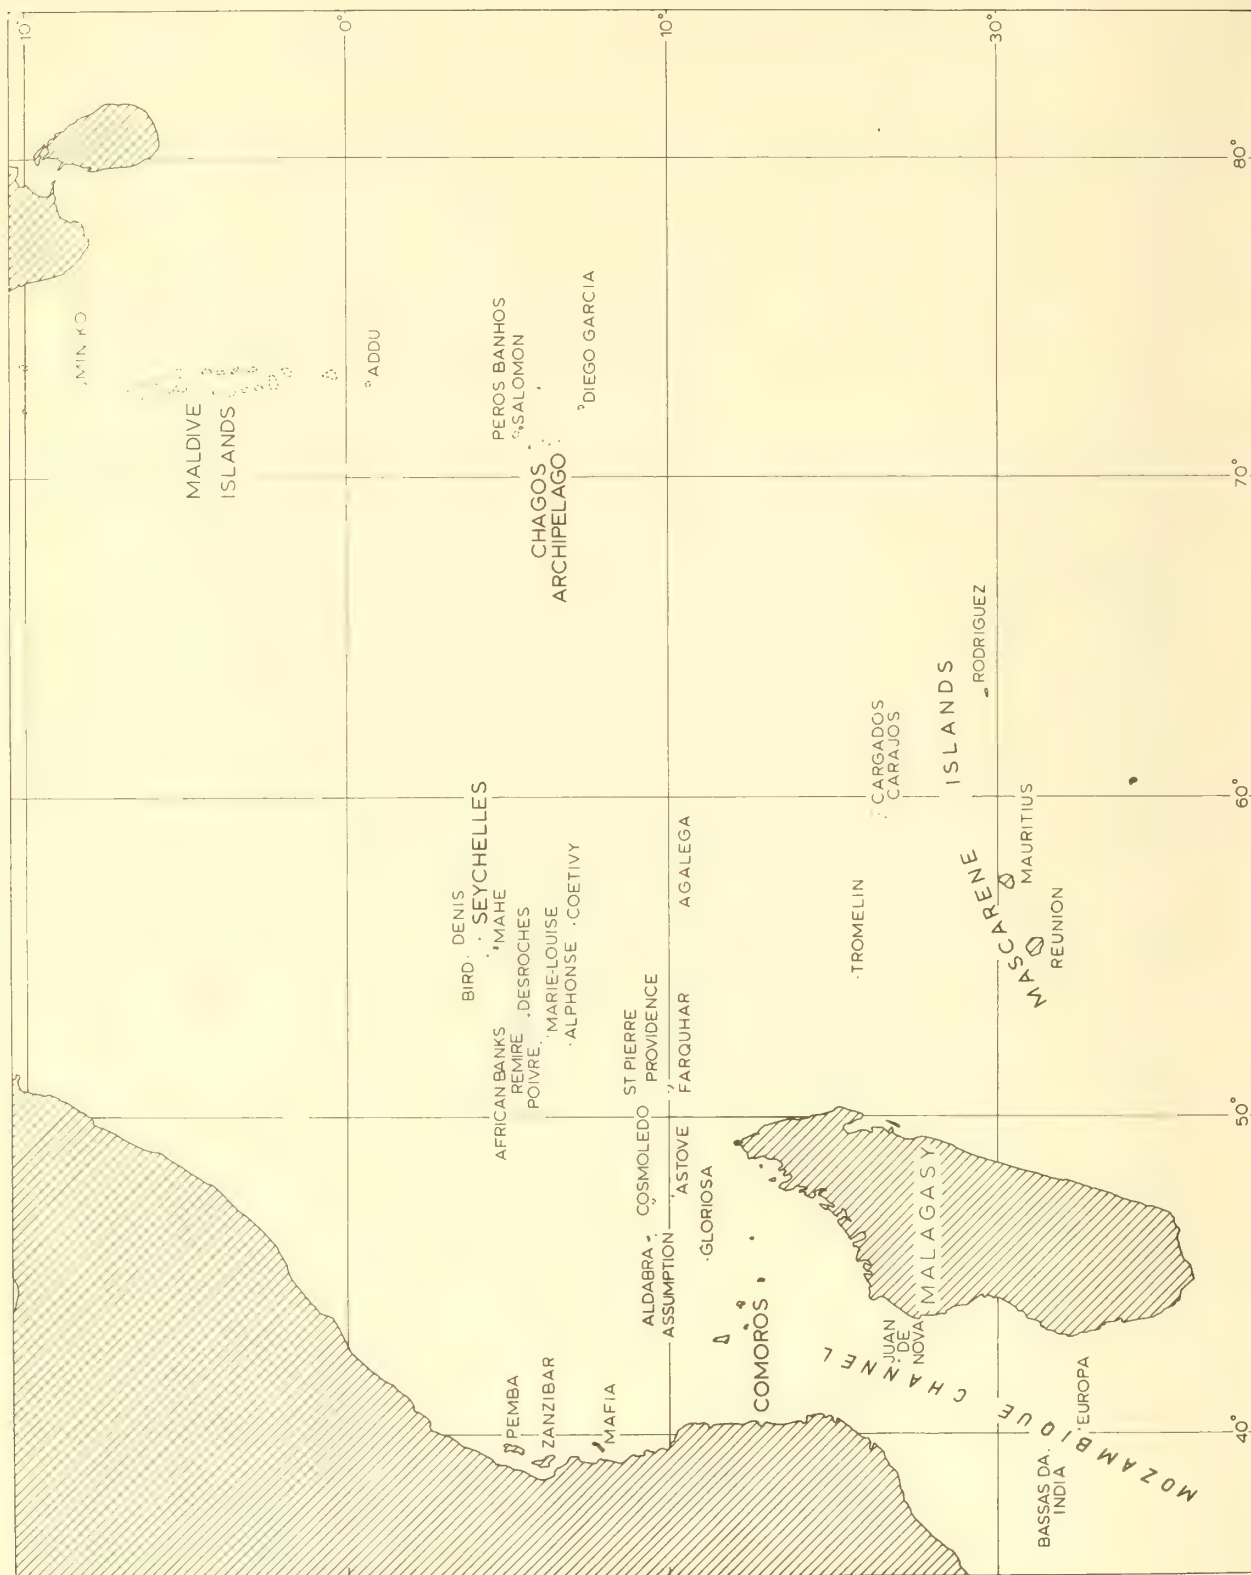 10°
0°
10°
30°
80°
70°
60°
50°
40°
MALDIVE
ISLANDS
ADDU
PEROS BANHOS
SALOMON
CHAGOS
ARCHIPELAGO
DIEGO GARCIA
BIRD
DENIS
SEYCHELLES
MAHE
AFRICAN BANKS
REMIRE
POIVRE
DESROCHES
MARIE-LOUISE
ALPHONSE
COETIVY
ST PIERRE
PROVIDENCE
AGALEGA
FARQUHAR
COSMOLEDO
ASTOVE
ALDABRA
ASSUMPTION
GLORIOSA
COMOROS
PEMBA
ZANZIBAR
MAFIA
TROMELIN
CARGADOS
CARAJOS
MASCARENE
ISLANDS
RODRIGUEZ
MAURITIUS
REUNION
MALAGASY
JUAN
DE
NOVA
MOZAMBIQUE CHANNEL
BASSAS DA
INDIA
EUROPA